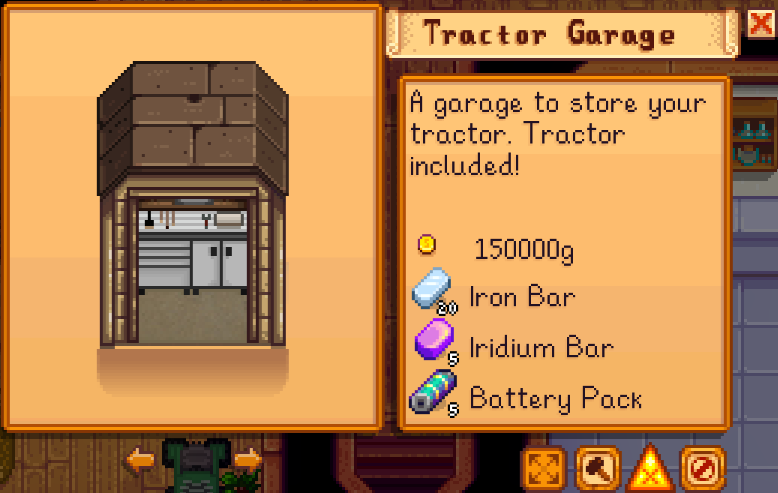 Tractor Garage
A garage to store your
tractor. Tractor
included!
150000g
Iron Bar
20
Iridium Bar
5
Battery Pack
5